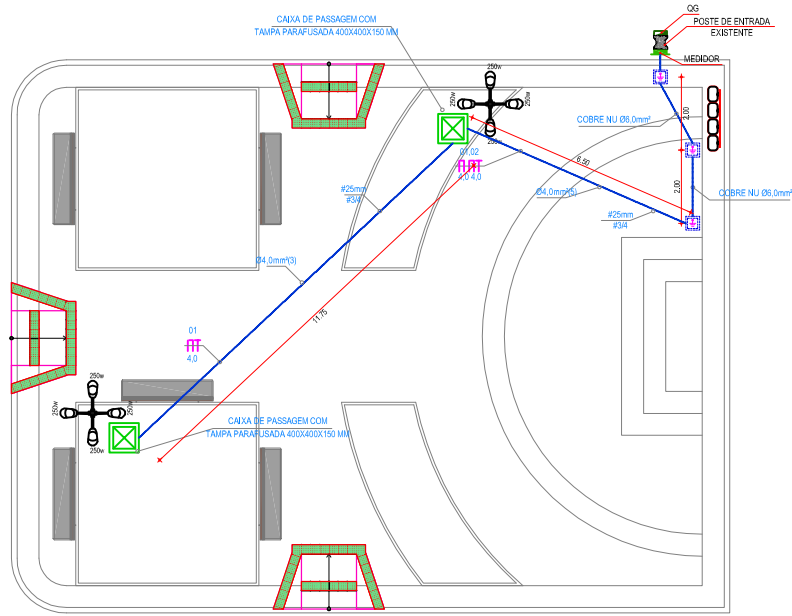 QG
CAIXA DE PASSAGEM COM
TAMPA PARAFUSADA 400X400X150 MM
POSTE DE ENTRADA
EXISTENTE
MEDIDOR
250w
250w
250w
250w
2.00
COBRE NU Ø6,0mm²
01,02
4,0 4,0
6.50
#25mm
#3/4
Ø4,0mm²(5)
2.00
COBRE NU Ø6,0mm²
#25mm
#3/4
Ø4,0mm²(3)
11.75
01
4,0
250w
250w
250w
250w
CAIXA DE PASSAGEM COM
TAMPA PARAFUSADA 400X400X150 MM